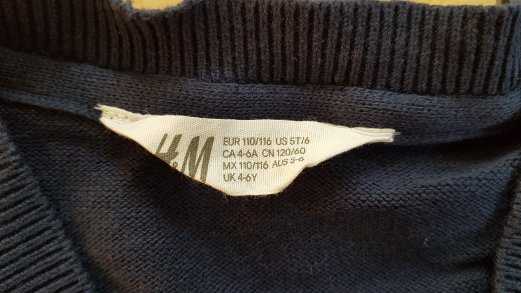 H&M
EUR 110/116 US 5T/6
CA 4-6A CN 120/60
MX 110/116 AUS 5-6
UK 4-6Y